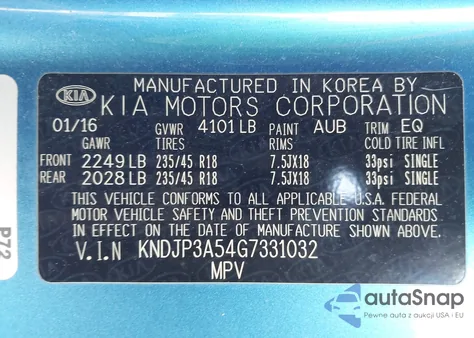 MANUFACTURED IN KOREA BY
KIA KIA MOTORS CORPORATION
01/16 GVWR 4101 LB PAINT AUB TRIM EQ
GAWR TIRES RIMS COLD TIRE INFL
FRONT 2249 LB 235/45 R18 7.5JX18 33psi SINGLE
REAR 2028 LB 235/45 R18 7.5JX18 33psi SINGLE
THIS VEHICLE CONFORMS TO ALL APPLICABLE U.S.A. FEDERAL
MOTOR VEHICLE SAFETY AND THEFT PREVENTION STANDARDS
IN EFFECT ON THE DATE OF MANUFACTURE SHOWN ABOVE
V.I.N KNDJP3A54G7331032
MPV
P72
autoSnap
Pewne auta z USA i EU